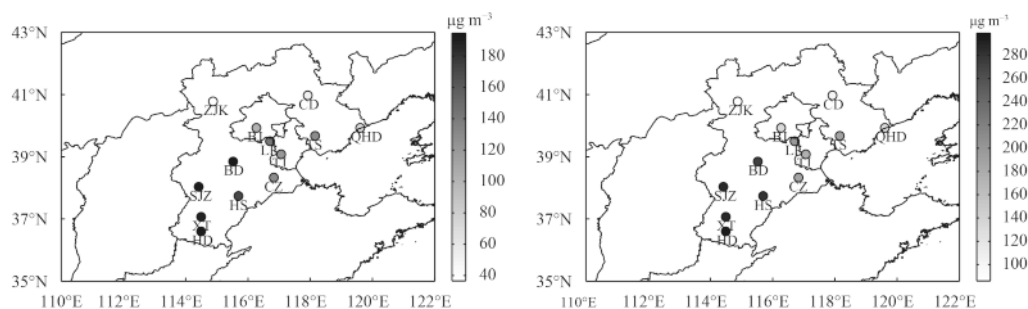 μg m⁻³
43°N
41°N
39°N
37°N
35°N
110°E 112°E 114°E 116°E 118°E 120°E 122°E
ZJK
CD
BJ
TS
QHD
LF
TJ
BD
CZ
SJZ
HS
XT
HD
180
160
140
120
100
80
60
40
μg m⁻³
43°N
41°N
39°N
37°N
35°N
110°E 112°E 114°E 116°E 118°E 120°E 122°E
ZJK
CD
BJ
TS
QHD
LF
TJ
BD
CZ
SJZ
HS
XT
HD
280
260
240
220
200
180
160
140
120
100